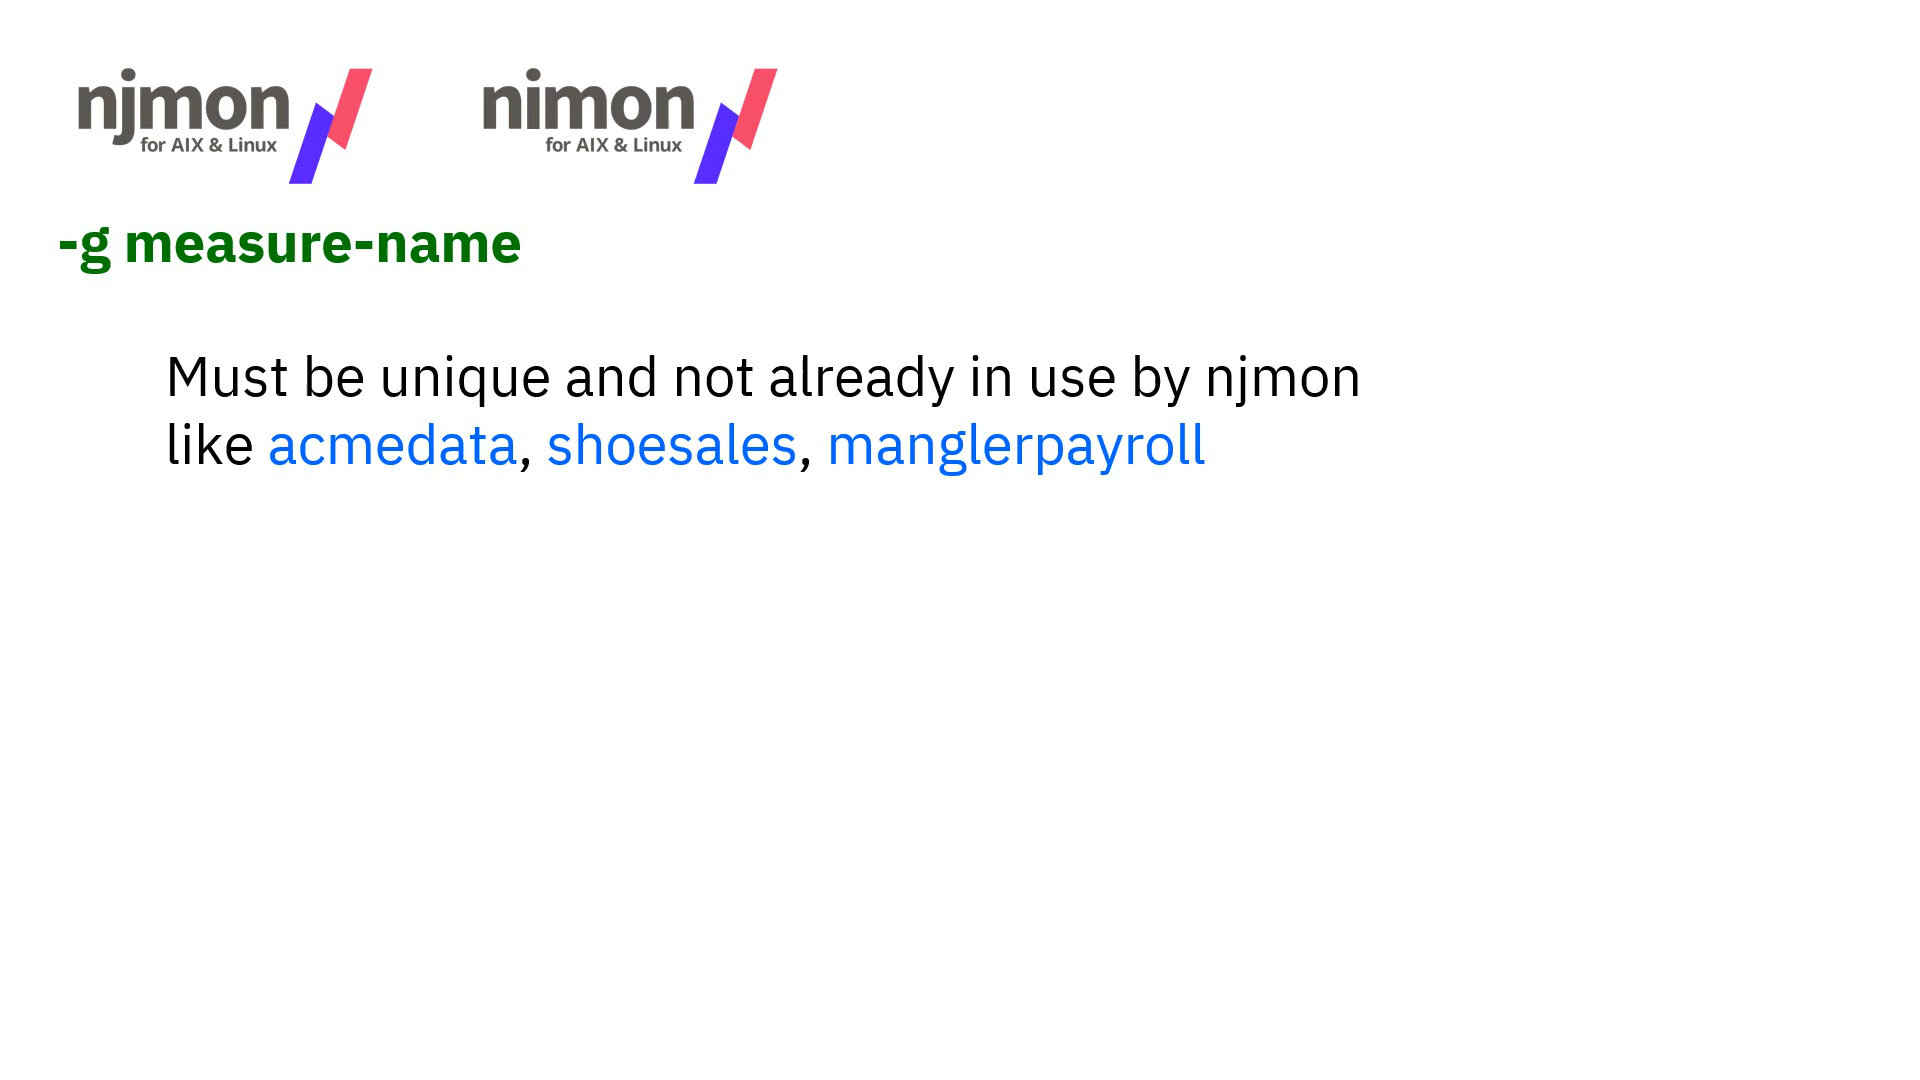 njmon
for AIX & Linux
nimon
for AIX & Linux
-g measure-name
Must be unique and not already in use by njmon
like acmedata, shoesales, manglerpayroll